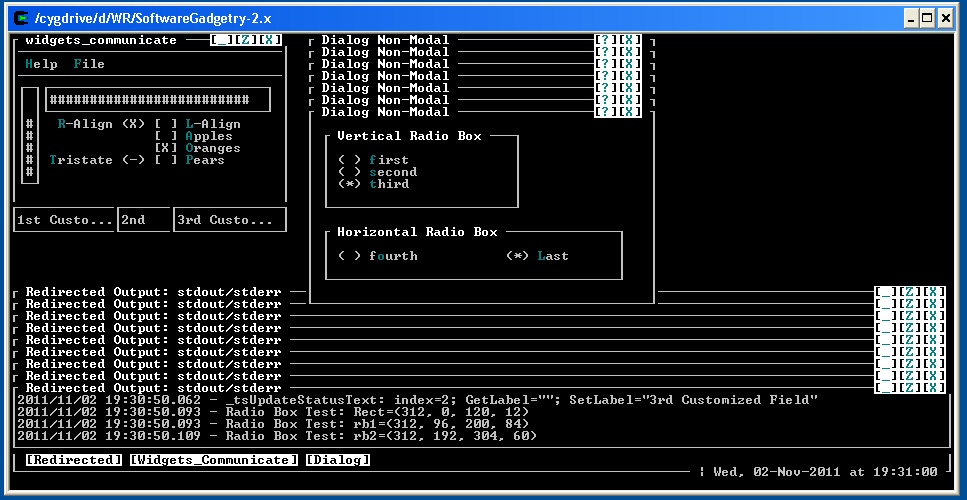 /cygdrive/d/WR/SoftwareGadgetry-2.x
widgets_communicate [_][Z][X]
Help File
#########################
# R-Align (X) [ ] L-Align
# [ ] Apples
# [X] Oranges
# Tristate (-) [ ] Pears
#
1st Custo... 2nd 3rd Custo...
Dialog Non-Modal [?][X]
Dialog Non-Modal [?][X]
Dialog Non-Modal [?][X]
Dialog Non-Modal [?][X]
Dialog Non-Modal [?][X]
Dialog Non-Modal [?][X]
Dialog Non-Modal [?][X]
Vertical Radio Box
( ) first
( ) second
(*) third
Horizontal Radio Box
( ) fourth (*) Last
Redirected Output: stdout/stderr [_][Z][X]
Redirected Output: stdout/stderr [_][Z][X]
Redirected Output: stdout/stderr [_][Z][X]
Redirected Output: stdout/stderr [_][Z][X]
Redirected Output: stdout/stderr [_][Z][X]
Redirected Output: stdout/stderr [_][Z][X]
Redirected Output: stdout/stderr [_][Z][X]
Redirected Output: stdout/stderr [_][Z][X]
Redirected Output: stdout/stderr [_][Z][X]
2011/11/02 19:30:50.062 - _tsUpdateStatusText: index=2; GetLabel=""; SetLabel="3rd Customized Field"
2011/11/02 19:30:50.093 - Radio Box Test: Rect=(312, 0, 120, 12)
2011/11/02 19:30:50.093 - Radio Box Test: rb1=(312, 96, 200, 84)
2011/11/02 19:30:50.109 - Radio Box Test: rb2=(312, 192, 304, 60)
[Redirected] [Widgets_Communicate] [Dialog]
| Wed, 02-Nov-2011 at 19:31:00